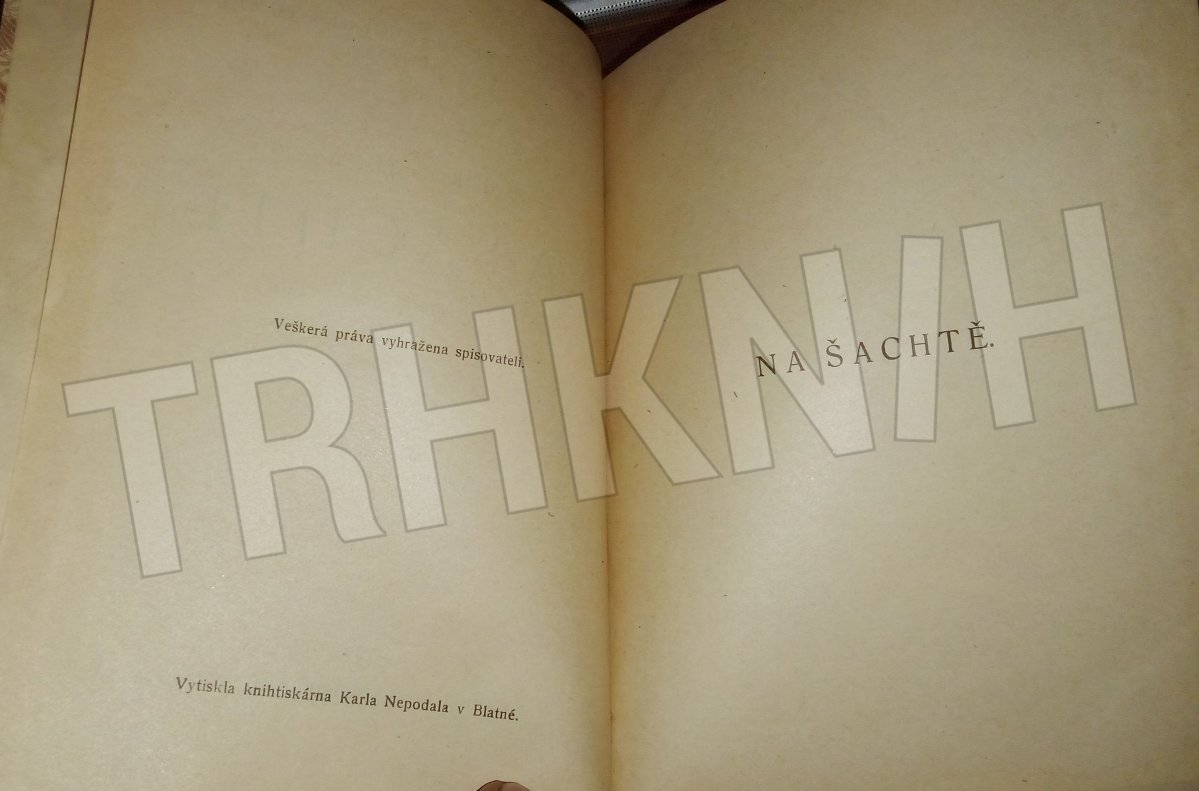 Veškerá práva vyhražena spisovateli.
Vytiskla knihtiskárna Karla Nepodala v Blatné.
NA ŠACHTĚ.
TRHKNIH